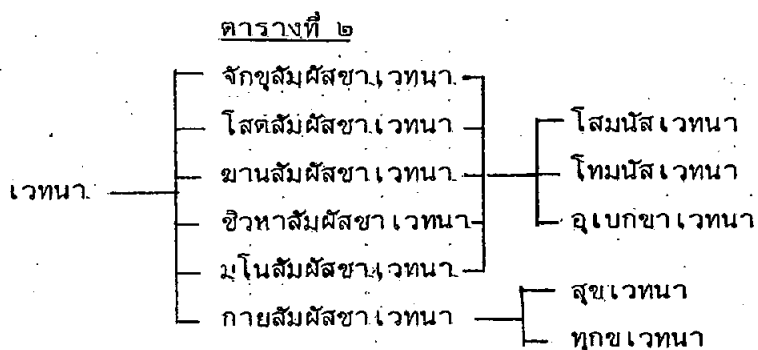 ตารางที่ ๒
จักขุสัมผัสชาเวทนา
โสตสัมผัสชาเวทนา
ฆานสัมผัสชาเวทนา
ชิวหาสัมผัสชาเวทนา
มโนสัมผัสชาเวทนา
กายสัมผัสชาเวทนา
เวทนา
โสมนัสเวทนา
โทมนัสเวทนา
อุเบกขาเวทนา
สุขเวทนา
ทุกขเวทนา